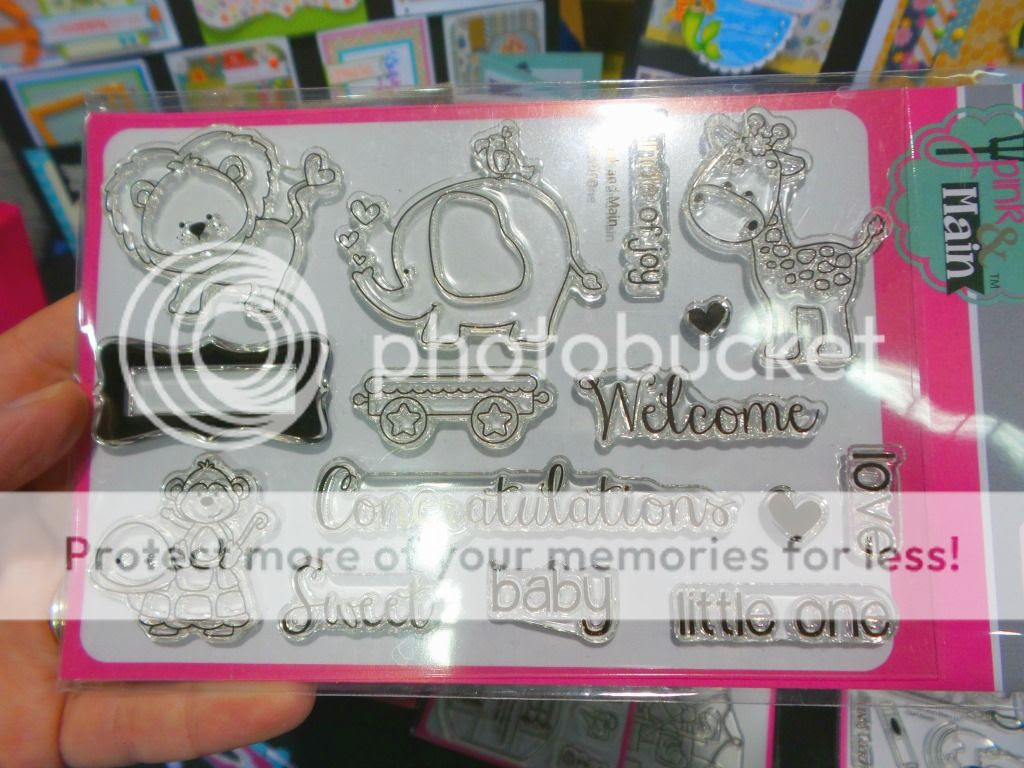 bundle of joy
pink &
Main
TM
photobucket
Welcome
Congratulations
love
Protect more of your memories for less!
Sweet
baby
little one